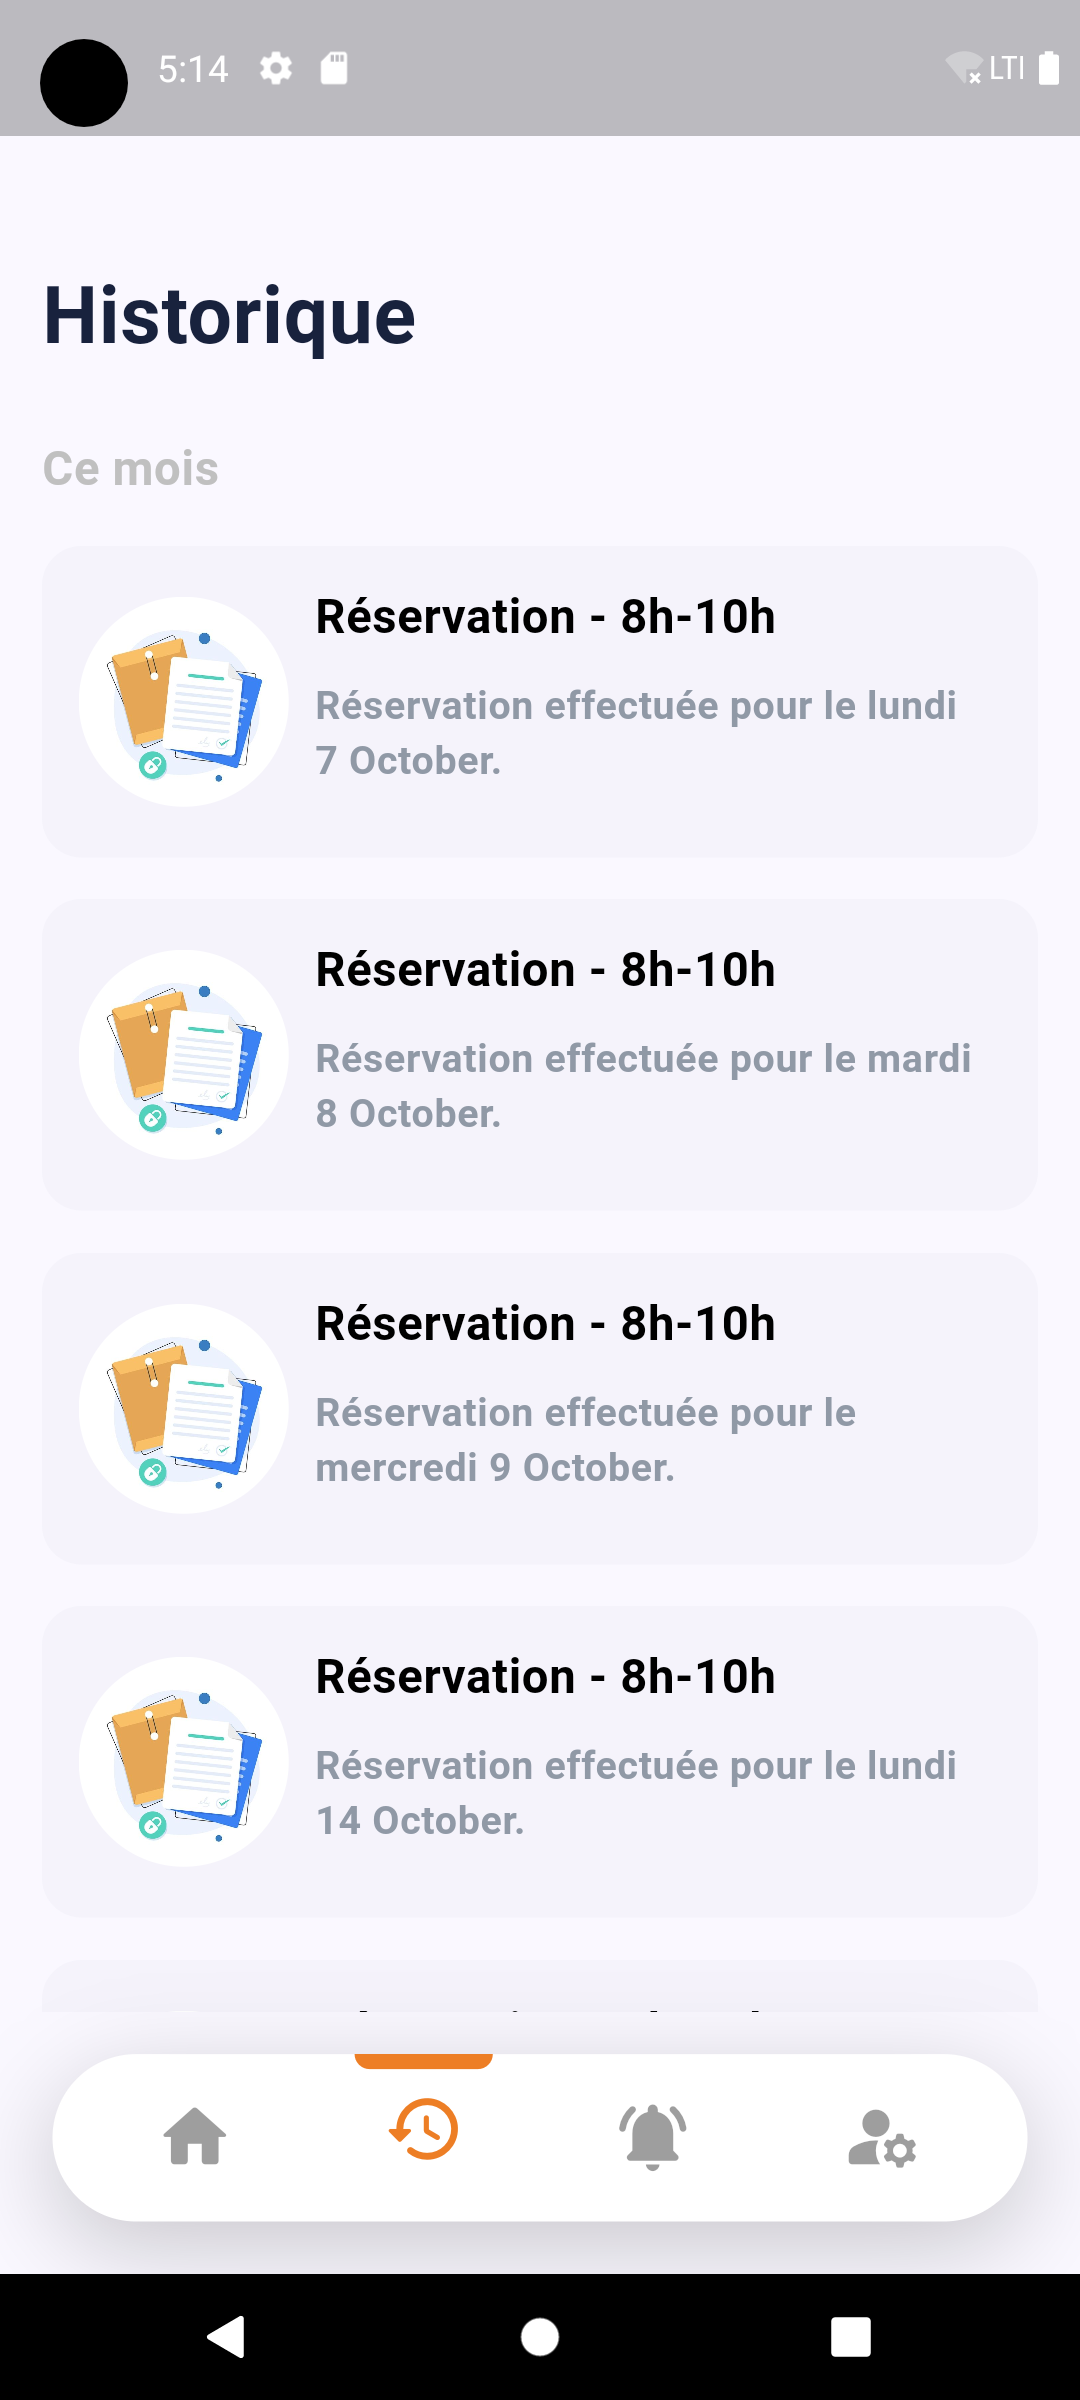 5:14
LTI
Historique
Ce mois
Réservation - 8h-10h
Réservation effectuée pour le lundi
7 October.
Réservation - 8h-10h
Réservation effectuée pour le mardi
8 October.
Réservation - 8h-10h
Réservation effectuée pour le
mercredi 9 October.
Réservation - 8h-10h
Réservation effectuée pour le lundi
14 October.